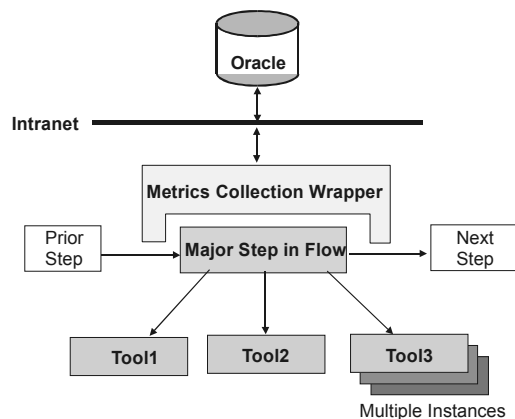 Oracle
Intranet
Metrics Collection Wrapper
Prior
Step
Major Step in Flow
Next
Step
Tool1
Tool2
Tool3
Multiple Instances